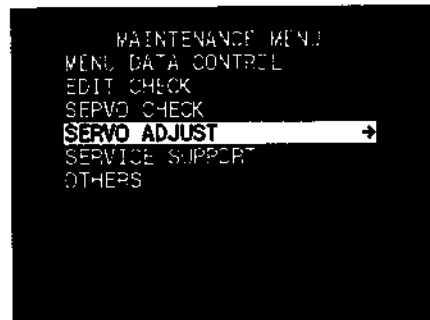 MAINTENANCE MENU
MENU DATA CONTROL
EDIT CHECK
SERVO CHECK
SERVO ADJUST →
SERVICE SUPPORT
OTHERS